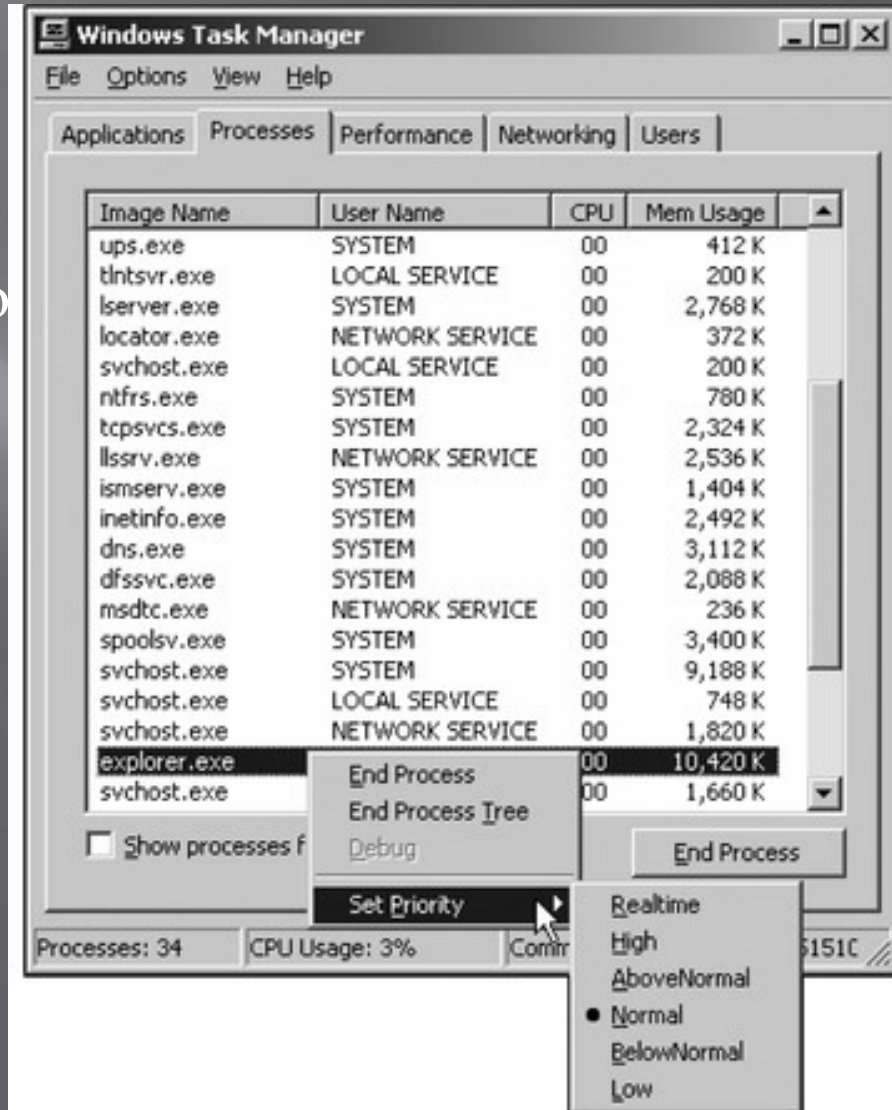 Windows Task Manager
File Options View Help
Applications Processes Performance Networking Users
Image Name User Name CPU Mem Usage
ups.exe SYSTEM 00 412 K
tlntsvr.exe LOCAL SERVICE 00 200 K
lserver.exe SYSTEM 00 2,768 K
locator.exe NETWORK SERVICE 00 372 K
svchost.exe LOCAL SERVICE 00 200 K
ntfrs.exe SYSTEM 00 780 K
tcpsvcs.exe SYSTEM 00 2,324 K
llssrv.exe NETWORK SERVICE 00 2,536 K
ismserv.exe SYSTEM 00 1,404 K
inetinfo.exe SYSTEM 00 2,492 K
dns.exe SYSTEM 00 3,112 K
dfssvc.exe SYSTEM 00 2,088 K
msdtc.exe NETWORK SERVICE 00 236 K
spoolsv.exe SYSTEM 00 3,400 K
svchost.exe SYSTEM 00 9,188 K
svchost.exe LOCAL SERVICE 00 748 K
svchost.exe NETWORK SERVICE 00 1,820 K
explorer.exe 00 10,420 K
svchost.exe 00 1,660 K
End Process
End Process Tree
Debug
Set Priority
Show processes f
End Process
Realtime
High
AboveNormal
Normal
BelowNormal
Low
Processes: 34 CPU Usage: 3%